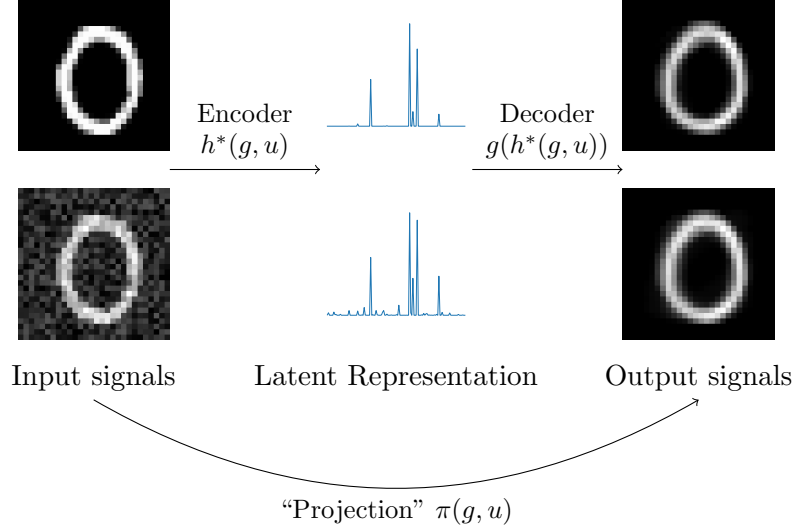 Encoder
h*(g, u)
Decoder
g(h*(g, u))
Input signals
Latent Representation
Output signals
“Projection” π(g, u)